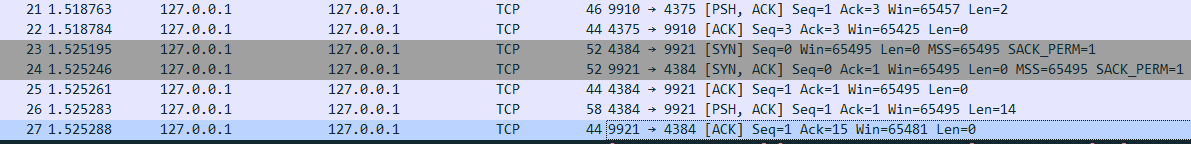 21 1.518763 127.0.0.1 127.0.0.1 TCP 46 9910 → 4375 [PSH, ACK] Seq=1 Ack=3 Win=65457 Len=2
22 1.518784 127.0.0.1 127.0.0.1 TCP 44 4375 → 9910 [ACK] Seq=3 Ack=3 Win=65425 Len=0
23 1.525195 127.0.0.1 127.0.0.1 TCP 52 4384 → 9921 [SYN] Seq=0 Win=65495 Len=0 MSS=65495 SACK_PERM=1
24 1.525246 127.0.0.1 127.0.0.1 TCP 52 9921 → 4384 [SYN, ACK] Seq=0 Ack=1 Win=65495 Len=0 MSS=65495 SACK_PERM=1
25 1.525261 127.0.0.1 127.0.0.1 TCP 44 4384 → 9921 [ACK] Seq=1 Ack=1 Win=65495 Len=0
26 1.525283 127.0.0.1 127.0.0.1 TCP 58 4384 → 9921 [PSH, ACK] Seq=1 Ack=1 Win=65495 Len=14
27 1.525288 127.0.0.1 127.0.0.1 TCP 44 9921 → 4384 [ACK] Seq=1 Ack=15 Win=65481 Len=0